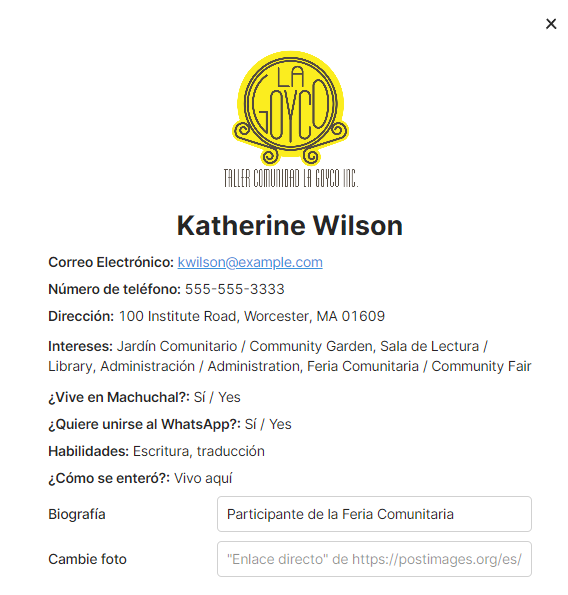 ×
LA
GOYCO
TALLER COMUNIDAD LA GOYCO INC.
Katherine Wilson
Correo Electrónico: kwilson@example.com
Número de teléfono: 555-555-3333
Dirección: 100 Institute Road, Worcester, MA 01609
Intereses: Jardín Comunitario / Community Garden, Sala de Lectura /
Library, Administración / Administration, Feria Comunitaria / Community Fair
¿Vive en Machuchal?: Sí / Yes
¿Quiere unirse al WhatsApp?: Sí / Yes
Habilidades: Escritura, traducción
¿Cómo se enteró?: Vivo aquí
Biografía Participante de la Feria Comunitaria
Cambie foto "Enlace directo" de https://postimages.org/es/